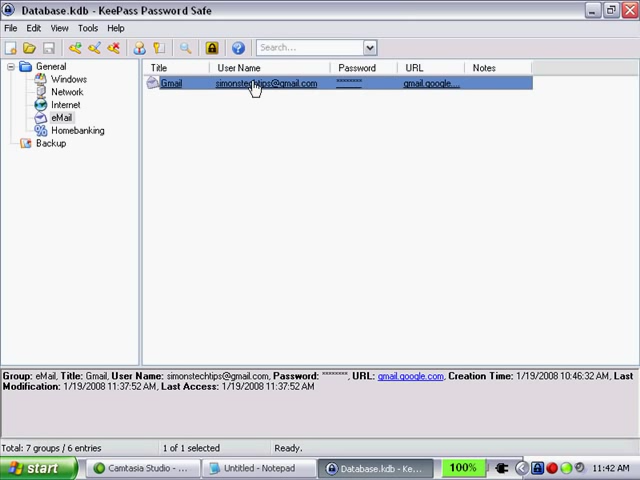 Database.kdb - KeePass Password Safe
File Edit View Tools Help
Search...
General
Windows
Network
Internet
eMail
Homebanking
Backup
Title User Name Password URL Notes
Gmail simonstechtips@gmail.com ******** gmail.google....
Group: eMail, Title: Gmail, User Name: simonstechtips@gmail.com, Password: ********, URL: gmail.google.com, Creation Time: 1/19/2008 10:46:32 AM, Last
Modification: 1/19/2008 11:37:52 AM, Last Access: 1/19/2008 11:37:52 AM
Total: 7 groups / 6 entries 1 of 1 selected Ready.
start Camtasia Studio - ... Untitled - Notepad Database.kdb - Ke... 100% 11:42 AM